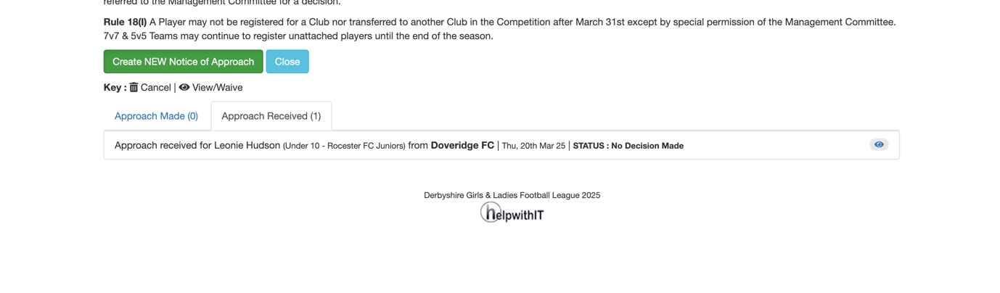 referred to the Management Committee for a decision.
Rule 18(l) A Player may not be registered for a Club nor transferred to another Club in the Competition after March 31st except by special permission of the Management Committee.
7v7 & 5v5 Teams may continue to register unattached players until the end of the season.
Create NEW Notice of Approach Close
Key : Cancel | View/Waive
Approach Made (0) Approach Received (1)
Approach received for Leonie Hudson (Under 10 - Rocester FC Juniors) from Doveridge FC | Thu, 20th Mar 25 | STATUS : No Decision Made
Derbyshire Girls & Ladies Football League 2025
helpwithIT